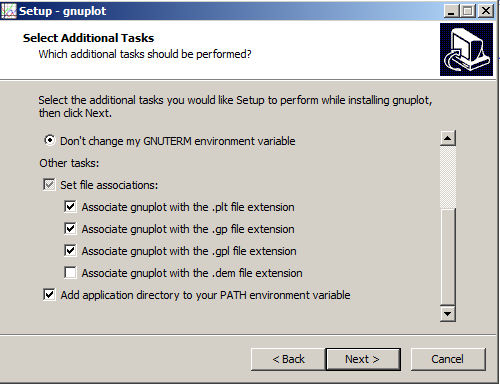 Setup - gnuplot
Select Additional Tasks
Which additional tasks should be performed?
Select the additional tasks you would like Setup to perform while installing gnuplot,
then click Next.
Don't change my GNUTERM environment variable
Other tasks:
Set file associations:
Associate gnuplot with the .plt file extension
Associate gnuplot with the .gp file extension
Associate gnuplot with the .gpl file extension
Associate gnuplot with the .dem file extension
Add application directory to your PATH environment variable
< Back Next > Cancel